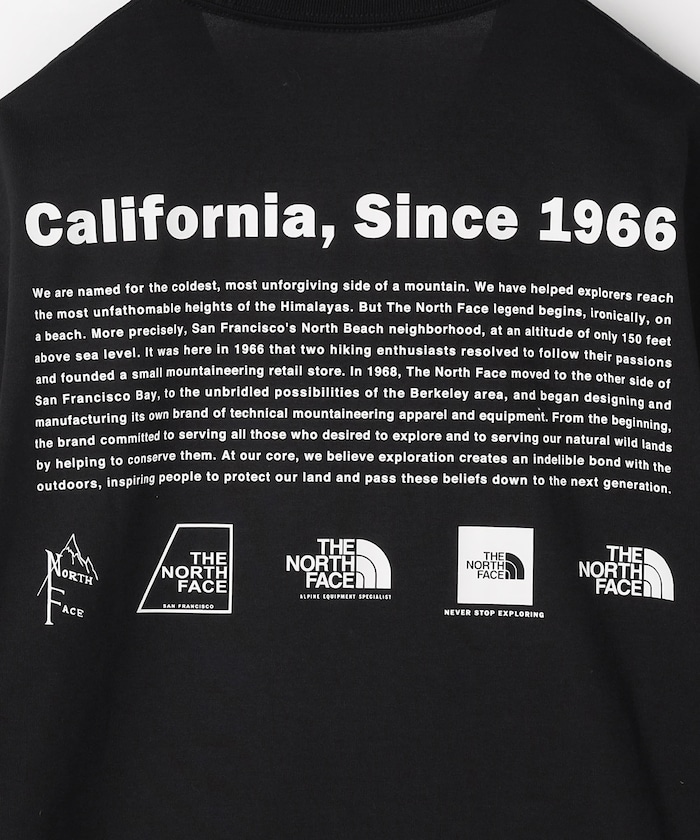 California, Since 1966
We are named for the coldest, most unforgiving side of a mountain. We have helped explorers reach
the most unfathomable heights of the Himalayas. But The North Face legend begins, ironically, on
a beach. More precisely, San Francisco's North Beach neighborhood, at an altitude of only 150 feet
above sea level. It was here in 1966 that two hiking enthusiasts resolved to follow their passions
and founded a small mountaineering retail store. In 1968, The North Face moved to the other side of
San Francisco Bay, to the unbridled possibilities of the Berkeley area, and began designing and
manufacturing its own brand of technical mountaineering apparel and equipment. From the beginning,
the brand committed to serving all those who desired to explore and to serving our natural wild lands
by helping to conserve them. At our core, we believe exploration creates an indelible bond with the
outdoors, inspiring people to protect our land and pass these beliefs down to the next generation.
NORTH
FACE
THE
NORTH
FACE
SAN FRANCISCO
THE
NORTH
FACE
ALPINE EQUIPMENT SPECIALIST
THE
NORTH
FACE
NEVER STOP EXPLORING
THE
NORTH
FACE